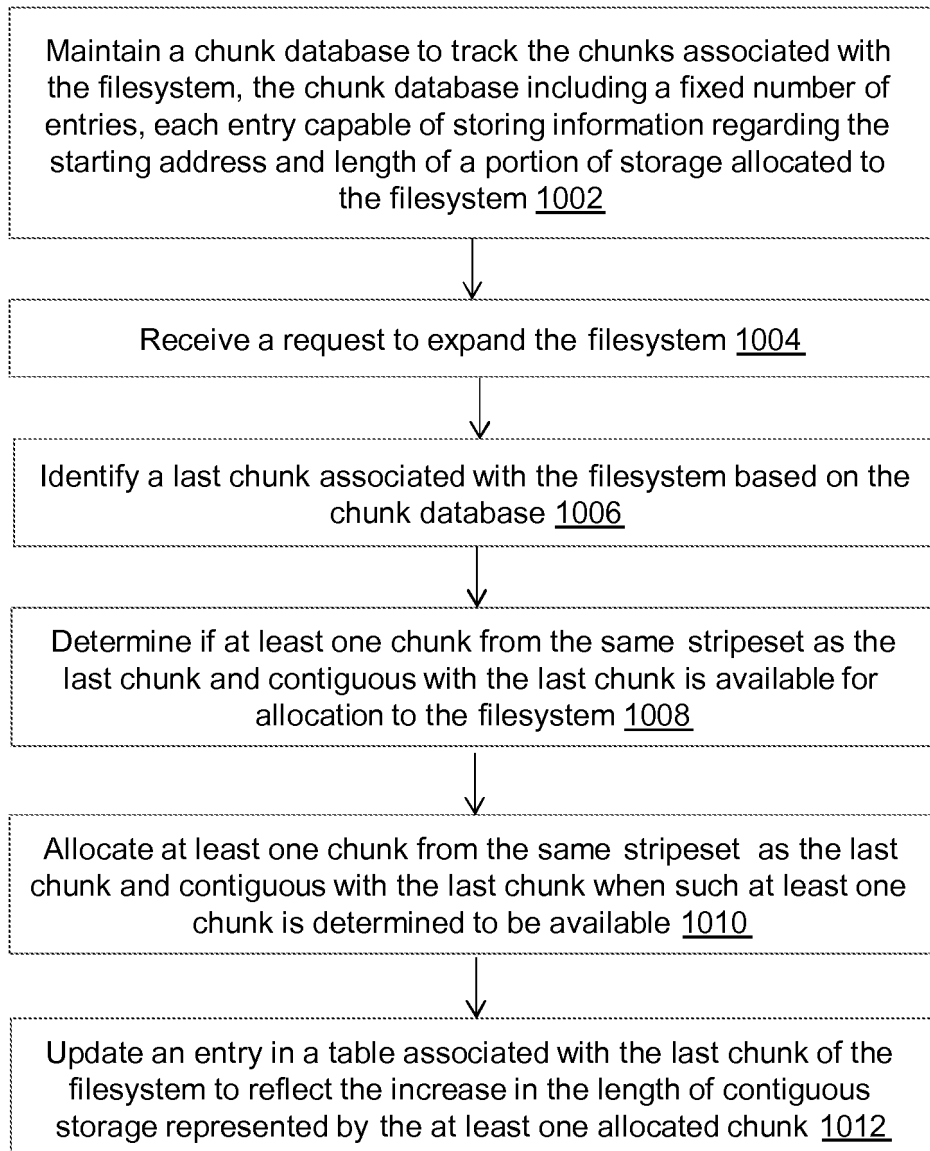 Maintain a chunk database to track the chunks associated with
the filesystem, the chunk database including a fixed number of
entries, each entry capable of storing information regarding the
starting address and length of a portion of storage allocated to
the filesystem 1002
Receive a request to expand the filesystem 1004
Identify a last chunk associated with the filesystem based on the
chunk database 1006
Determine if at least one chunk from the same stripeset as the
last chunk and contiguous with the last chunk is available for
allocation to the filesystem 1008
Allocate at least one chunk from the same stripeset as the last
chunk and contiguous with the last chunk when such at least one
chunk is determined to be available 1010
Update an entry in a table associated with the last chunk of the
filesystem to reflect the increase in the length of contiguous
storage represented by the at least one allocated chunk 1012